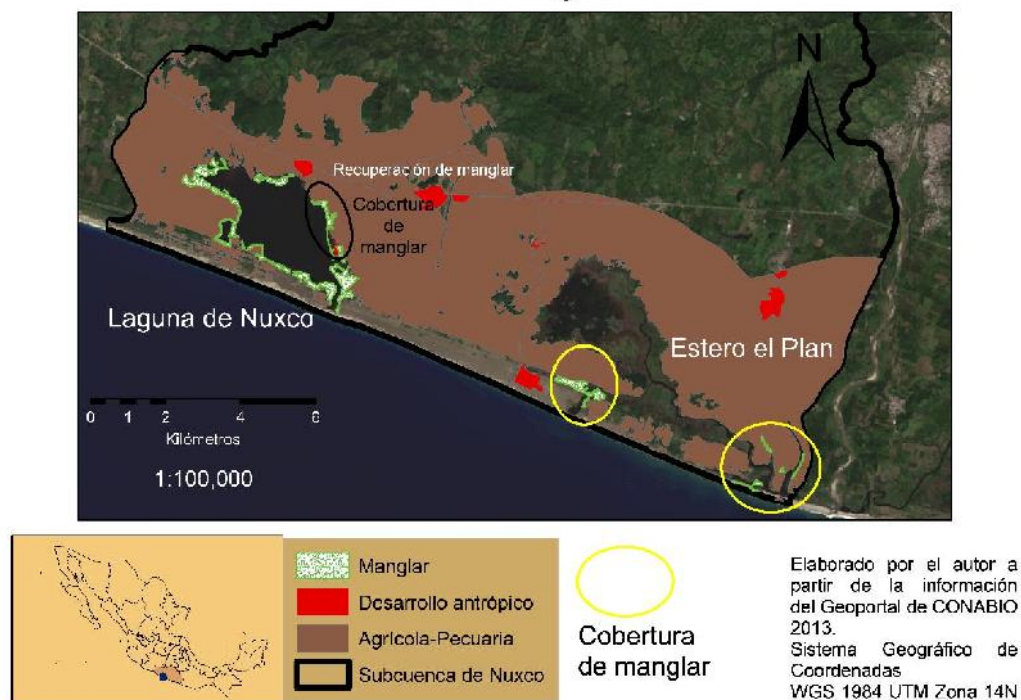 N
Recuperación de manglar
Cobertura
de
manglar
Laguna de Nuxco
Estero el Plan
0 1 2 4 6
Kilómetros
1:100,000
Manglar
Desarrollo antrópico
Agrícola-Pecuaria
Subcuenca de Nuxco
Cobertura
de manglar
Elaborado por el autor a
partir de la información
del Geoportal de CONABIO
2013.
Sistema Geográfico de
Coordenadas
WGS 1984 UTM Zona 14N